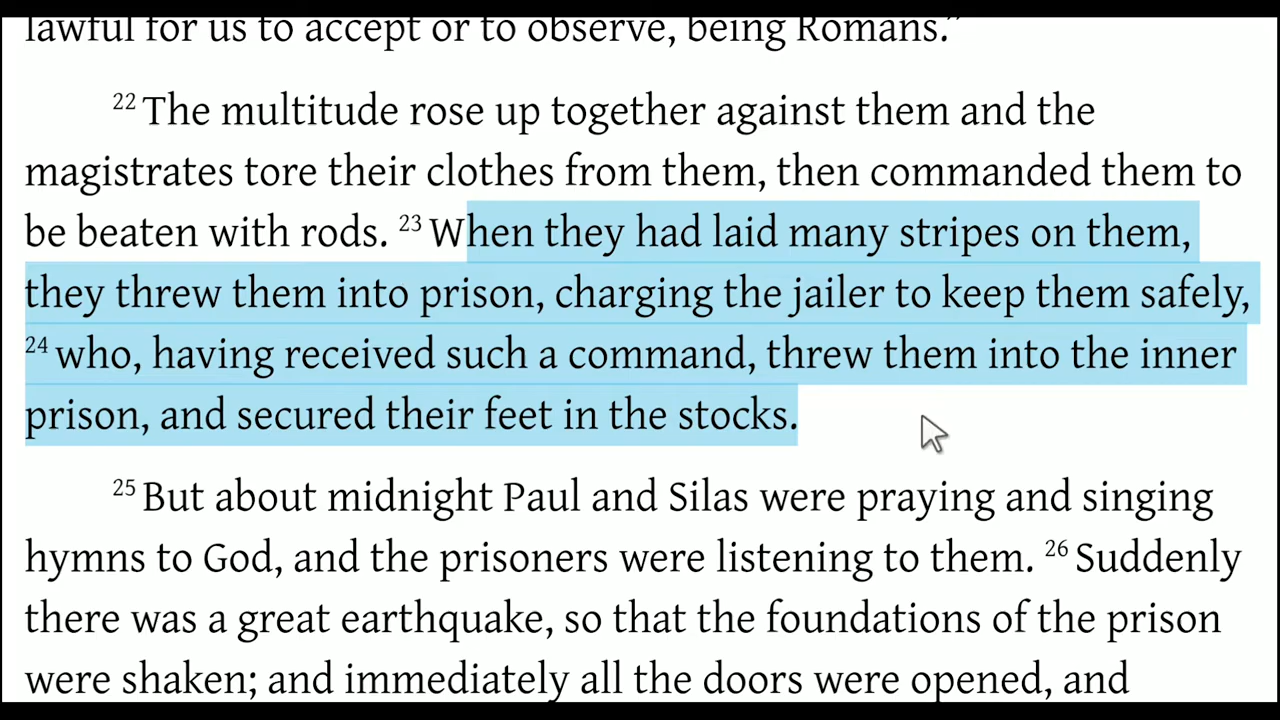 lawful for us to accept or to observe, being Romans.”
22 The multitude rose up together against them and the
magistrates tore their clothes from them, then commanded them to
be beaten with rods. 23 When they had laid many stripes on them,
they threw them into prison, charging the jailer to keep them safely,
24 who, having received such a command, threw them into the inner
prison, and secured their feet in the stocks.
25 But about midnight Paul and Silas were praying and singing
hymns to God, and the prisoners were listening to them. 26 Suddenly
there was a great earthquake, so that the foundations of the prison
were shaken; and immediately all the doors were opened, and